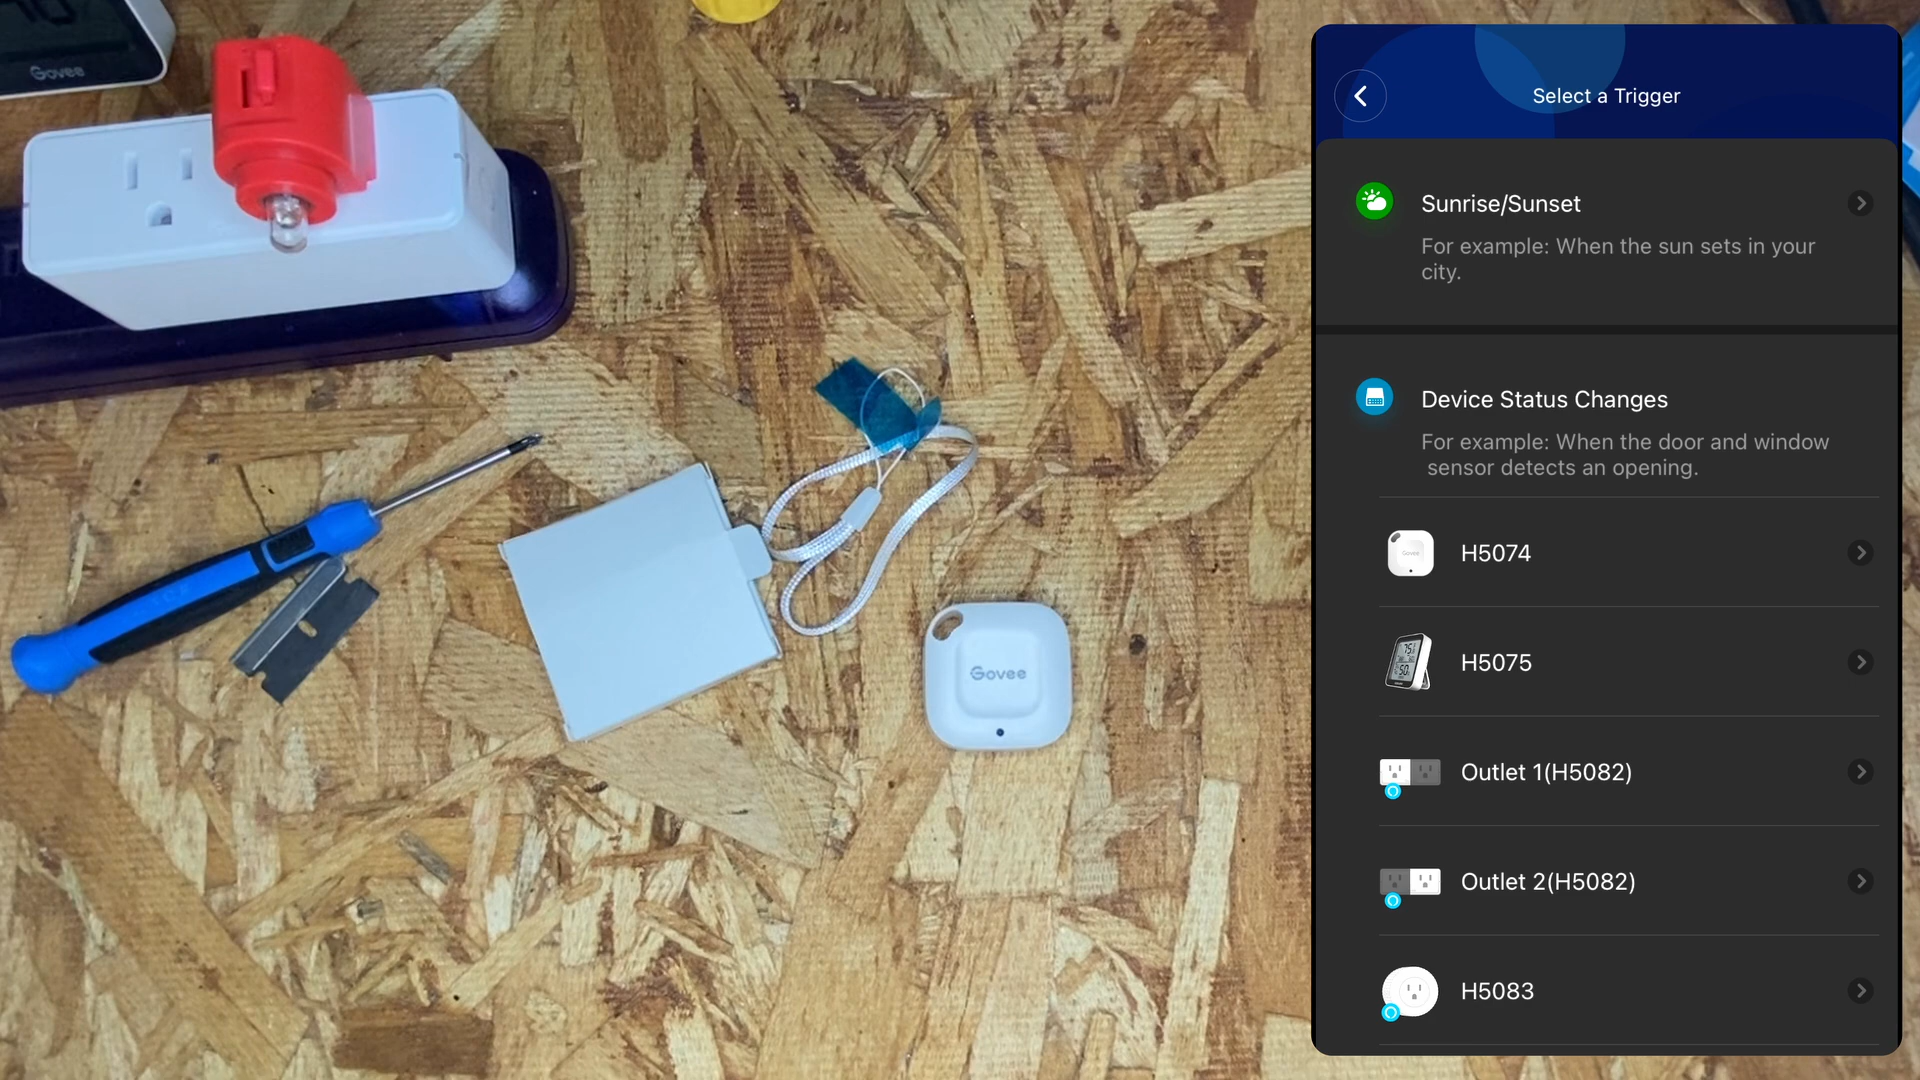 Govee
Govee
Select a Trigger
Sunrise/Sunset
For example: When the sun sets in your
city.
Device Status Changes
For example: When the door and window
sensor detects an opening.
H5074
H5075
Outlet 1(H5082)
Outlet 2(H5082)
H5083